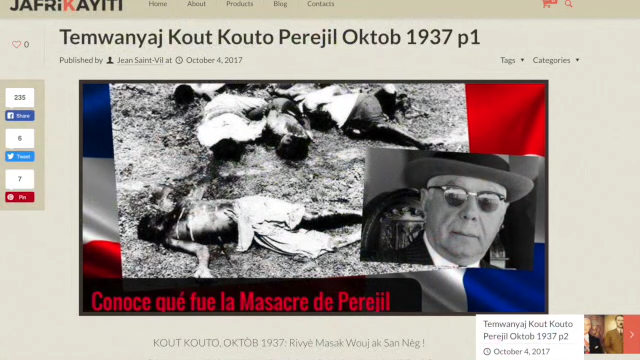 JAFRIKAYITI
Home About Products Blog Contacts
0
Temwanyaj Kout Kouto Perejil Oktob 1937 p1
Published by Jean Saint-Vil at October 4, 2017
Tags Categories
235
Share
6
Tweet
7
Pin
Conoce qué fue la Masacre de Perejil
KOUT KOUTO, OKTÒB 1937: Rivyè Masak Wouj ak San Nèg !
Temwanyaj Kout Kouto
Perejil Oktob 1937 p2
October 4, 2017